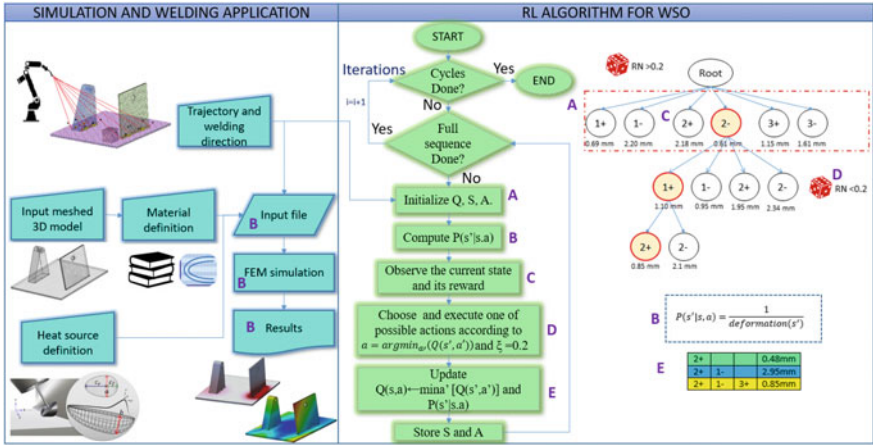 SIMULATION AND WELDING APPLICATION
Trajectory and
welding direction
Input meshed
3D model
Material
definition
B
Input file
B
FEM simulation
B
Results
Heat source
definition
RL ALGORITHM FOR WSO
START
Iterations
Cycles
Done?
Yes
END
i=i+1
No
Yes
Full
sequence
Done?
No
Initialize Q, S, A.
A
Compute P(s'|s.a)
B
Observe the current state
and its reward
C
Choose and execute one of
possible actions according to
a = argminₐ′(Q(s′, a′)) and ξ =0.2
D
Update
Q(s,a)←mina' [Q(s',a')] and
P(s'|s.a)
E
Store S and A
RN >0.2
Root
A
1+
1-
C
2+
2-
3+
3-
0.69 mm
2.20 mm
2.18 mm
0.61 mm
1.15 mm
1.61 mm
D
1+
1-
2+
2-
RN <0.2
1.10 mm
0.95 mm
1.95 mm
2.34 mm
2+
2-
0.85 mm
2.1 mm
B
P(s′|s, a) = 1 / deformation(s′)
E
2+ 0.48mm
2+ 1- 2.95mm
2+ 1- 3+ 0.85mm